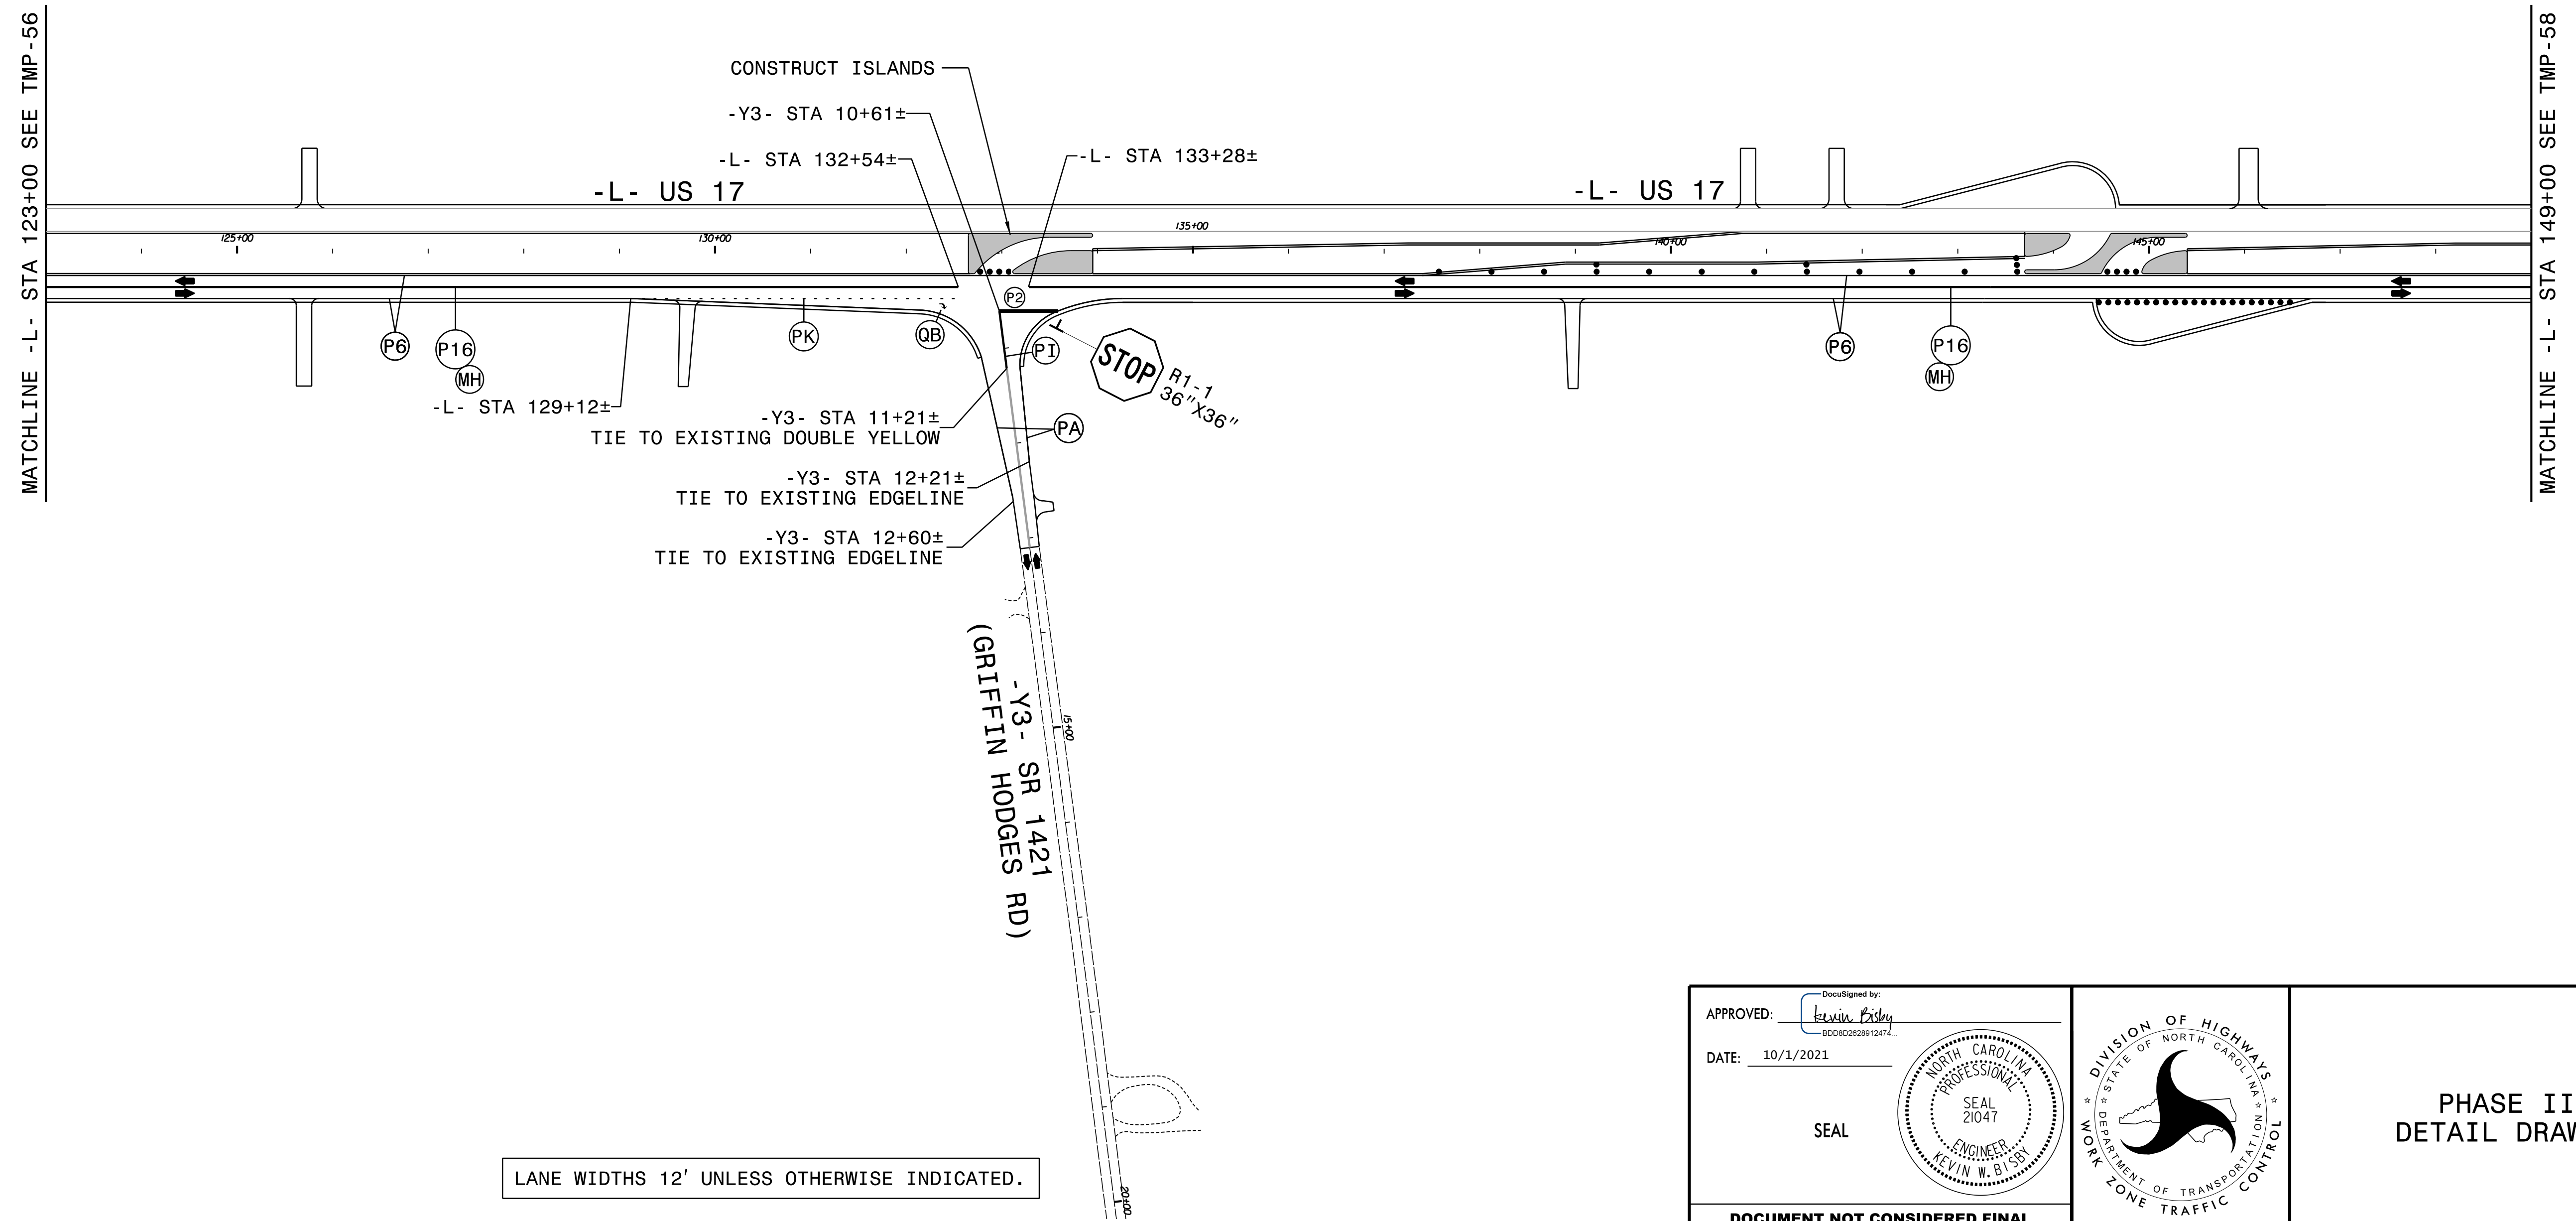 MATCHLINE -L- STA 123+00 SEE TMP-56
CONSTRUCT ISLANDS
-Y3- STA 10+61±
-L- STA 132+54±
-L- STA 133+28±
-L- US 17
-L- US 17
125+00
130+00
135+00
140+00
145+00
P6
P16
MH
PK
QB
P2
PI
STOP
R1-1
36"X36"
P6
P16
MH
-L- STA 129+12±
-Y3- STA 11+21±
TIE TO EXISTING DOUBLE YELLOW
PA
-Y3- STA 12+21±
TIE TO EXISTING EDGELINE
-Y3- STA 12+60±
TIE TO EXISTING EDGELINE
MATCHLINE -L- STA 149+00 SEE TMP-58
-Y3- SR 1421
(GRIFFIN HODGES RD)
15+00
20+00
LANE WIDTHS 12' UNLESS OTHERWISE INDICATED.
APPROVED:
DocuSigned by:
Kevin Bisby
BDD8D2628912474...
DATE: 10/1/2021
SEAL
NORTH CAROLINA
PROFESSIONAL
SEAL
21047
ENGINEER
KEVIN W. BISBY
DOCUMENT NOT CONSIDERED FINAL
DIVISION OF HIGHWAYS
STATE OF NORTH CAROLINA
DEPARTMENT OF TRANSPORTATION
WORK ZONE TRAFFIC CONTROL
PHASE II
DETAIL DRAW